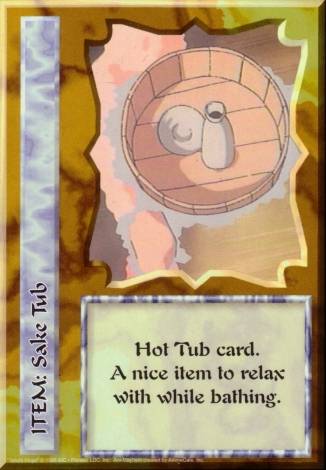 ITEM: Sake Tub
Hot Tub card.
A nice item to relax
with while bathing.